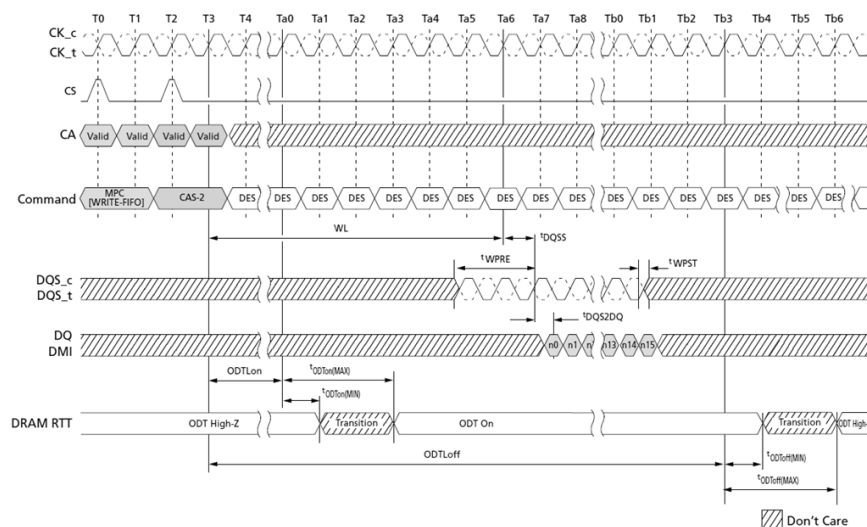 T0 T1 T2 T3 T4 Ta0 Ta1 Ta2 Ta3 Ta4 Ta5 Ta6 Ta7 Ta8 Tb0 Tb1 Tb2 Tb3 Tb4 Tb5 Tb6
CK_c
CK_t
CS
CA Valid Valid Valid Valid
Command MPC [WRITE-FIFO] CAS-2 DES DES DES DES DES DES DES DES DES DES DES DES DES DES DES DES DES
WL
tDQSS
tWPRE
tWPST
DQS_c
DQS_t
tDQS2DQ
DQ
DMI
n0 n1 n n13 n14 n15
ODTLon
tODTon(MAX)
tODTon(MIN)
DRAM RTT ODT High-Z Transition ODT On Transition ODT High-
ODTLoff
tODToff(MIN)
tODToff(MAX)
Don't Care